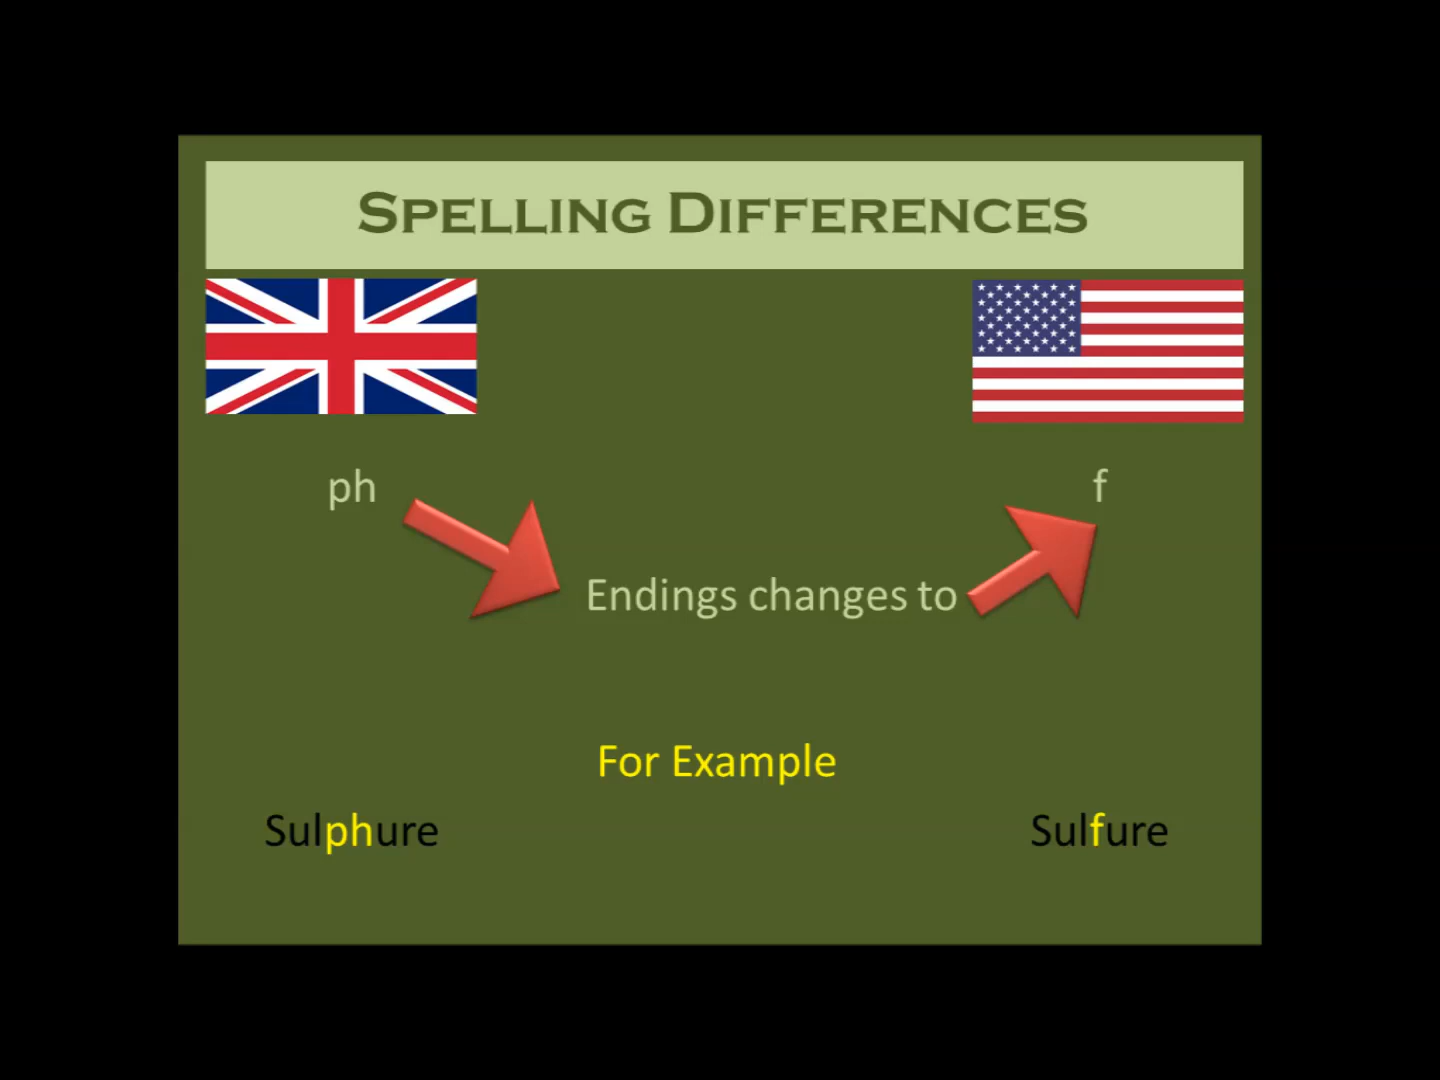 SPELLING DIFFERENCES
ph
f
Endings changes to
For Example
Sulphure
Sulfure